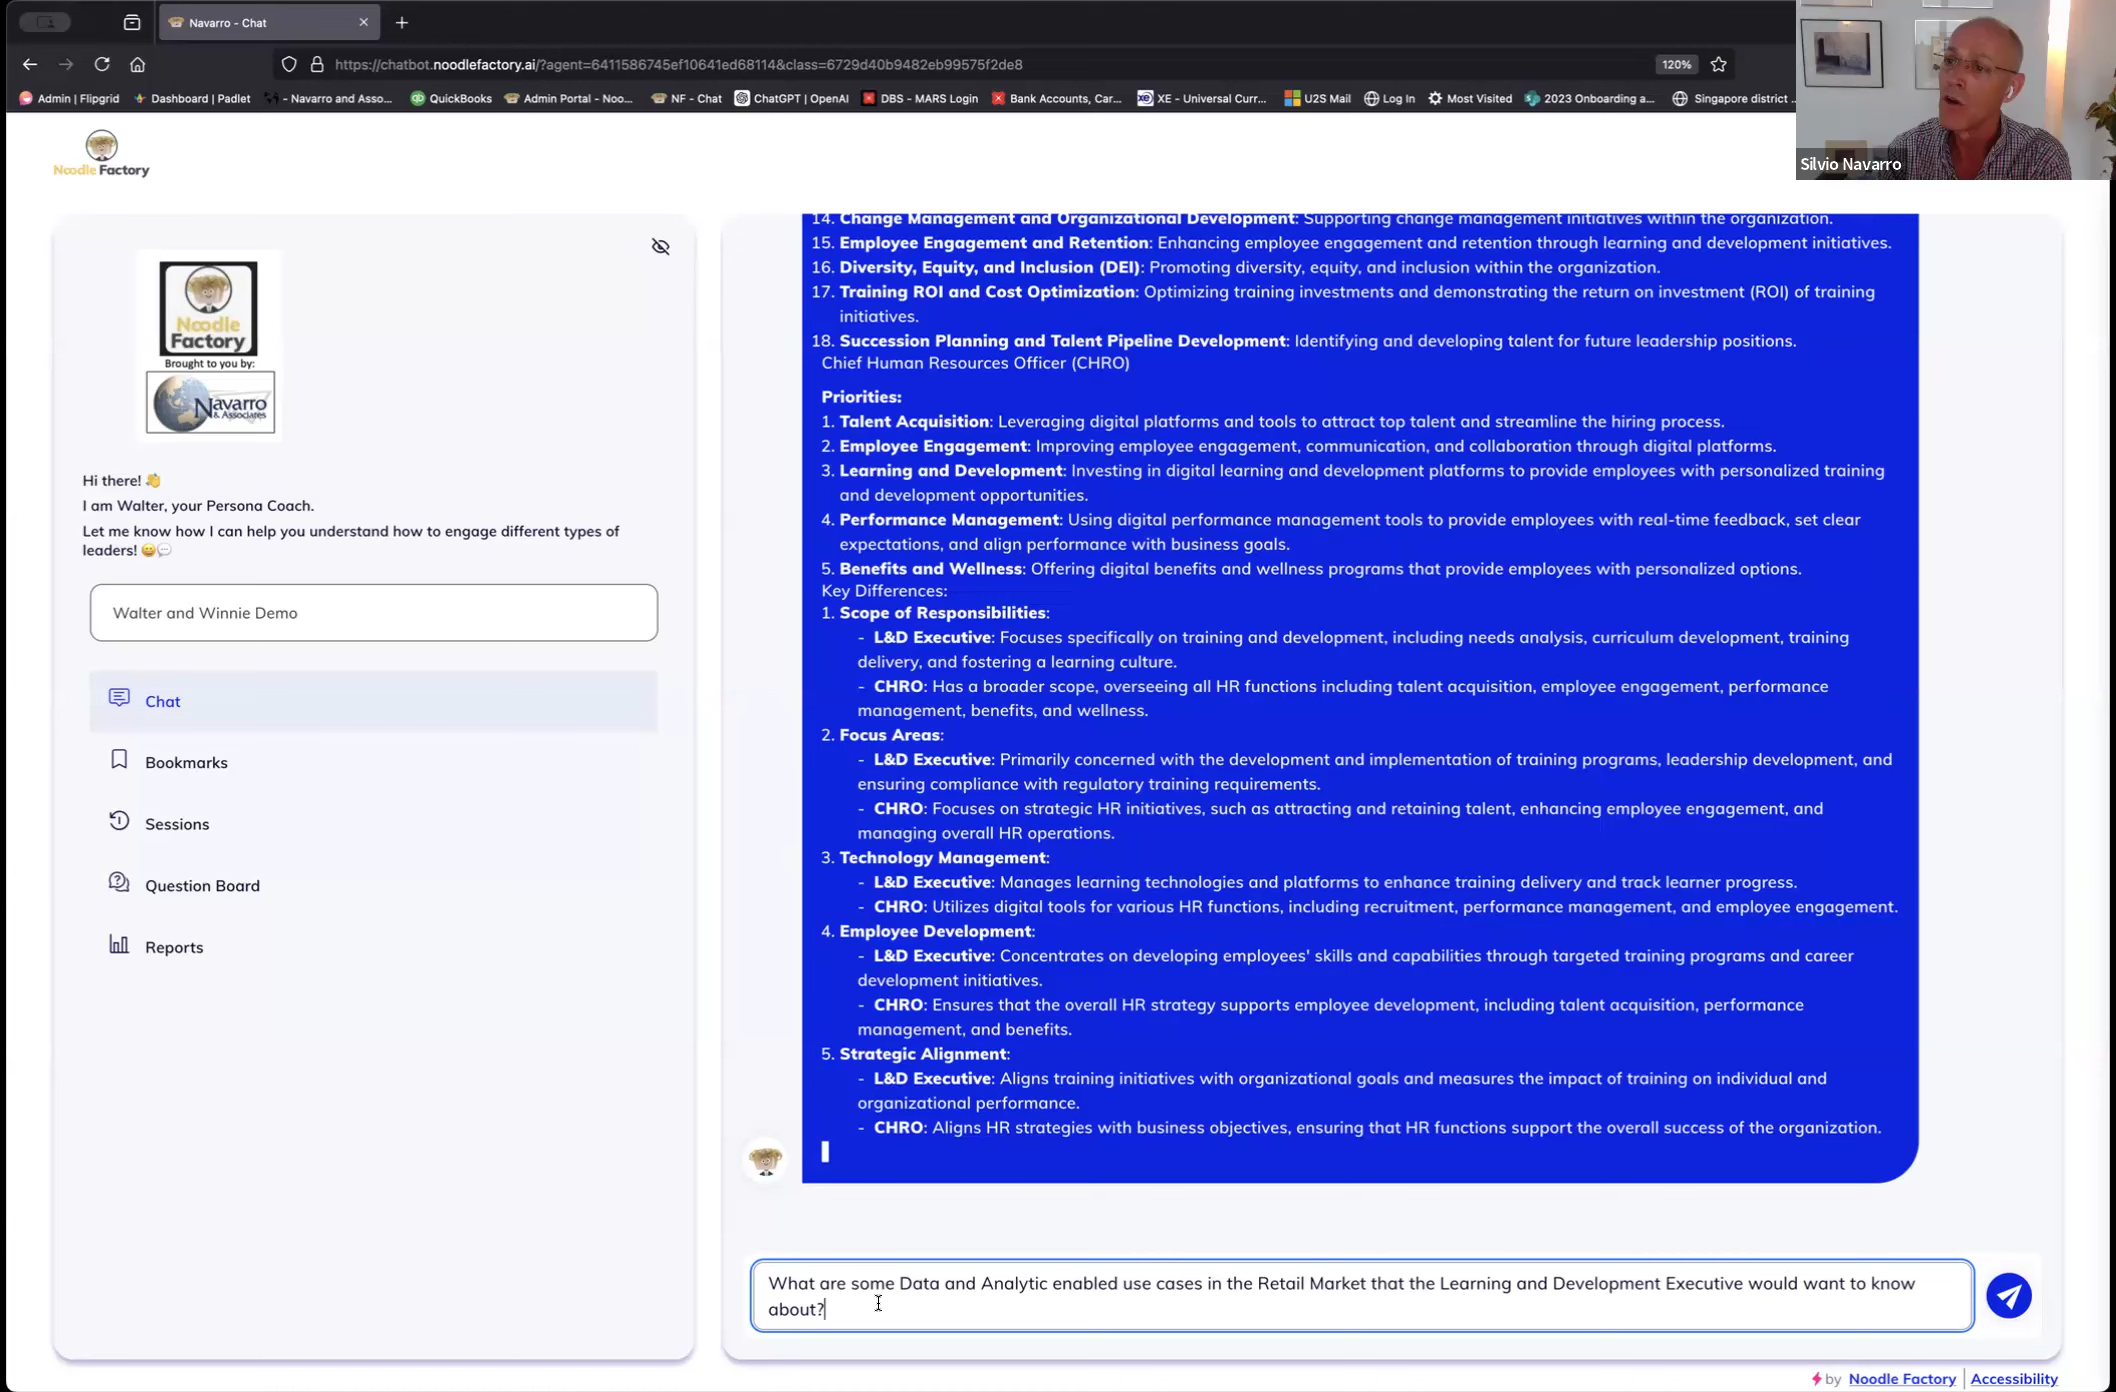 Navarro - Chat
https://chatbot.noodlefactory.ai/?agent=6411586745ef10641ed68114&class=6729d40b9482eb99575f2de8
120%
Admin | Flipgrid
Dashboard | Padlet
- Navarro and Asso...
QuickBooks
Admin Portal - Noo...
NF - Chat
ChatGPT | OpenAI
DBS - MARS Login
Bank Accounts, Car...
XE - Universal Curr...
U2S Mail
Log In
Most Visited
2023 Onboarding a...
Singapore district ...
Silvio Navarro
Noodle Factory
Noodle
Factory
Brought to you by:
Navarro
& Associates
Hi there!
I am Walter, your Persona Coach.
Let me know how I can help you understand how to engage different types of
leaders!
Walter and Winnie Demo
Chat
Bookmarks
Sessions
Question Board
Reports
14. Change Management and Organizational Development: Supporting change management initiatives within the organization.
15. Employee Engagement and Retention: Enhancing employee engagement and retention through learning and development initiatives.
16. Diversity, Equity, and Inclusion (DEI): Promoting diversity, equity, and inclusion within the organization.
17. Training ROI and Cost Optimization: Optimizing training investments and demonstrating the return on investment (ROI) of training
initiatives.
18. Succession Planning and Talent Pipeline Development: Identifying and developing talent for future leadership positions.
Chief Human Resources Officer (CHRO)
Priorities:
1. Talent Acquisition: Leveraging digital platforms and tools to attract top talent and streamline the hiring process.
2. Employee Engagement: Improving employee engagement, communication, and collaboration through digital platforms.
3. Learning and Development: Investing in digital learning and development platforms to provide employees with personalized training
and development opportunities.
4. Performance Management: Using digital performance management tools to provide employees with real-time feedback, set clear
expectations, and align performance with business goals.
5. Benefits and Wellness: Offering digital benefits and wellness programs that provide employees with personalized options.
Key Differences:
1. Scope of Responsibilities:
- L&D Executive: Focuses specifically on training and development, including needs analysis, curriculum development, training
delivery, and fostering a learning culture.
- CHRO: Has a broader scope, overseeing all HR functions including talent acquisition, employee engagement, performance
management, benefits, and wellness.
2. Focus Areas:
- L&D Executive: Primarily concerned with the development and implementation of training programs, leadership development, and
ensuring compliance with regulatory training requirements.
- CHRO: Focuses on strategic HR initiatives, such as attracting and retaining talent, enhancing employee engagement, and
managing overall HR operations.
3. Technology Management:
- L&D Executive: Manages learning technologies and platforms to enhance training delivery and track learner progress.
- CHRO: Utilizes digital tools for various HR functions, including recruitment, performance management, and employee engagement.
4. Employee Development:
- L&D Executive: Concentrates on developing employees' skills and capabilities through targeted training programs and career
development initiatives.
- CHRO: Ensures that the overall HR strategy supports employee development, including talent acquisition, performance
management, and benefits.
5. Strategic Alignment:
- L&D Executive: Aligns training initiatives with organizational goals and measures the impact of training on individual and
organizational performance.
- CHRO: Aligns HR strategies with business objectives, ensuring that HR functions support the overall success of the organization.
What are some Data and Analytic enabled use cases in the Retail Market that the Learning and Development Executive would want to know
about?
by Noodle Factory | Accessibility